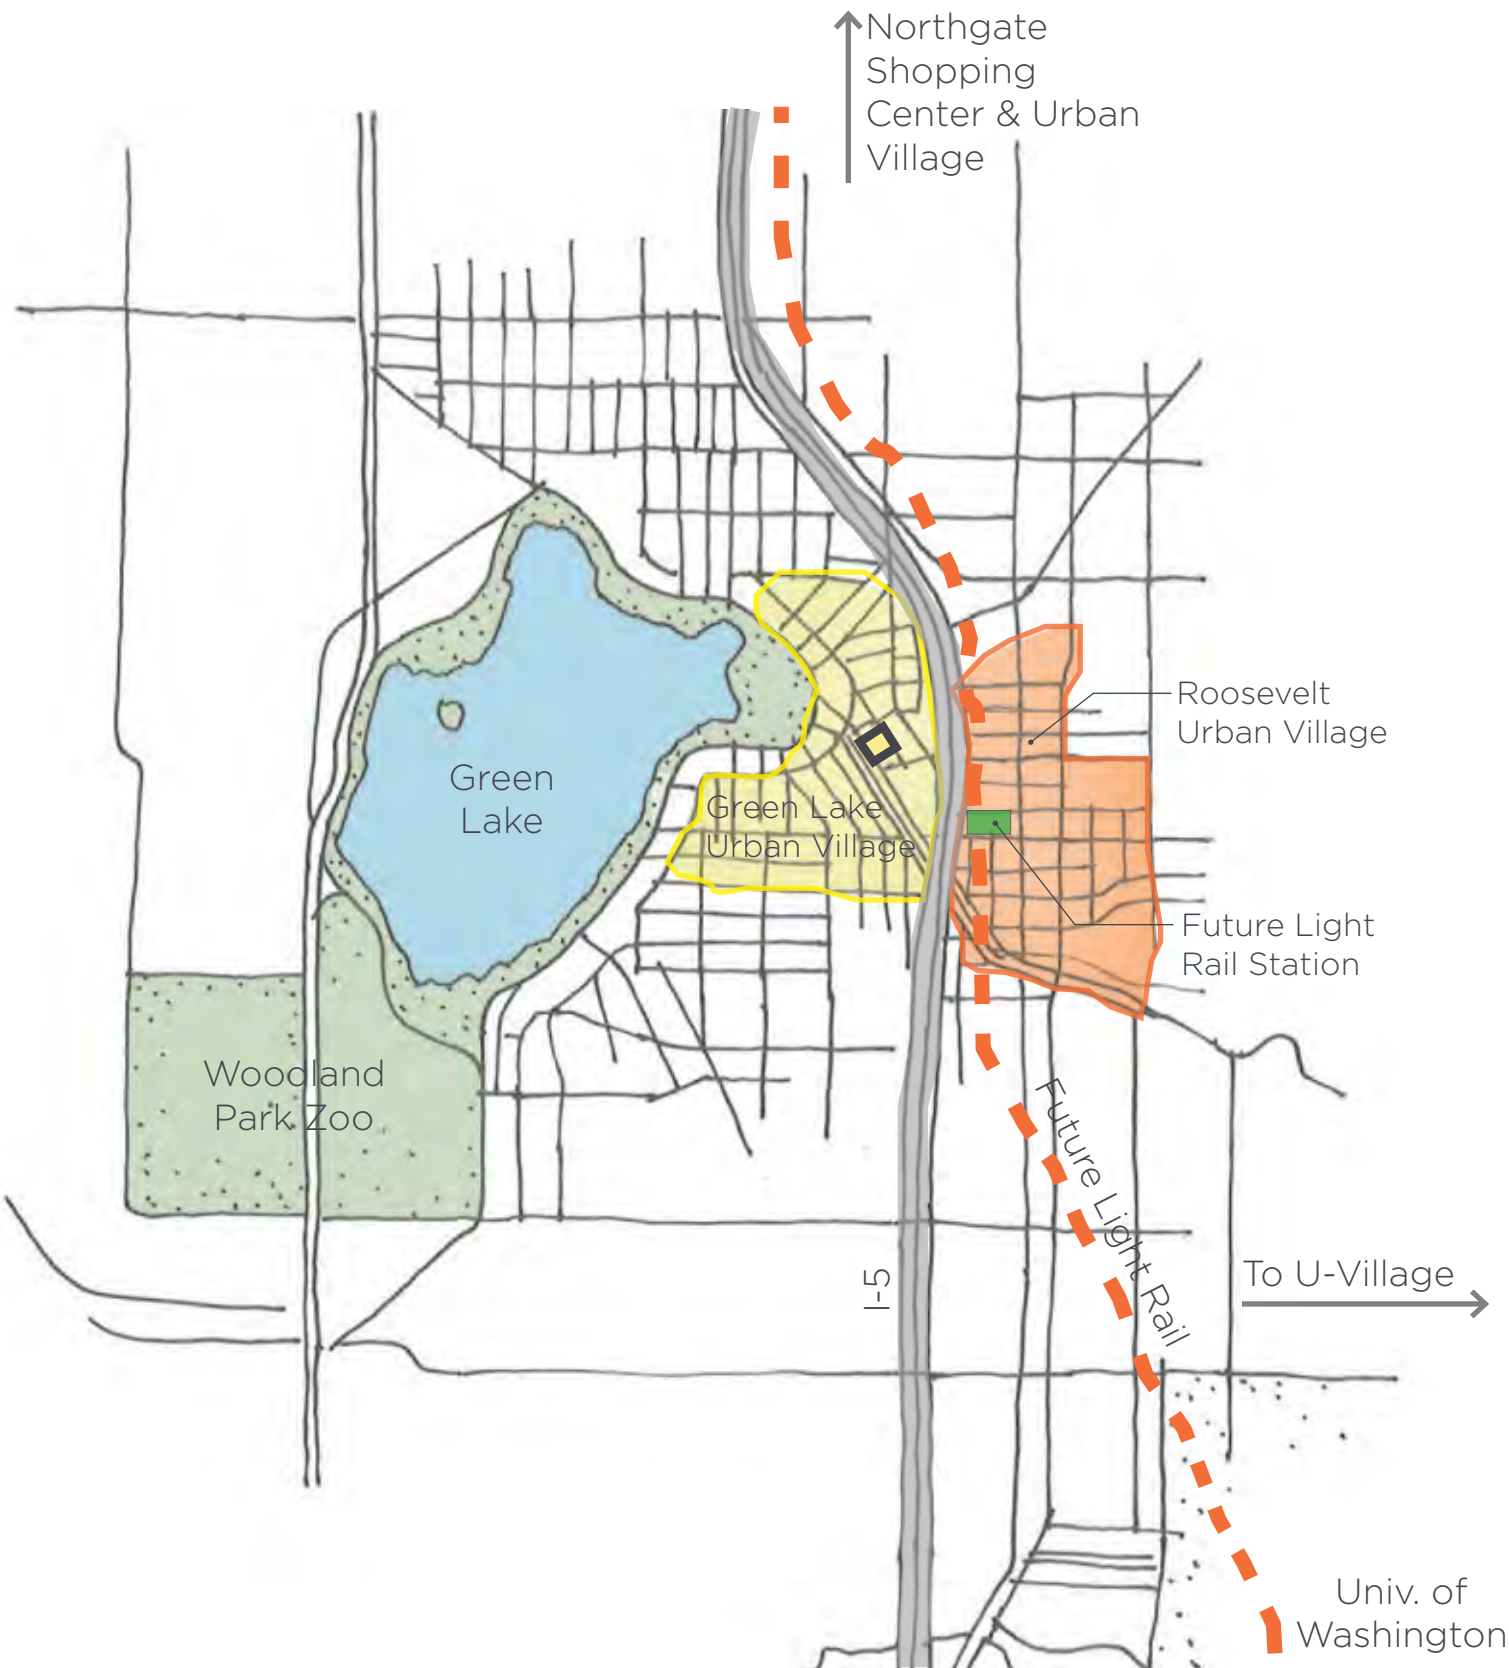 Northgate
Shopping
Center & Urban
Village
Roosevelt
Urban Village
Green
Lake
Green Lake
Urban Village
Future Light
Rail Station
Woodland
Park Zoo
Future Light Rail
I-5
To U-Village
Univ. of
Washington